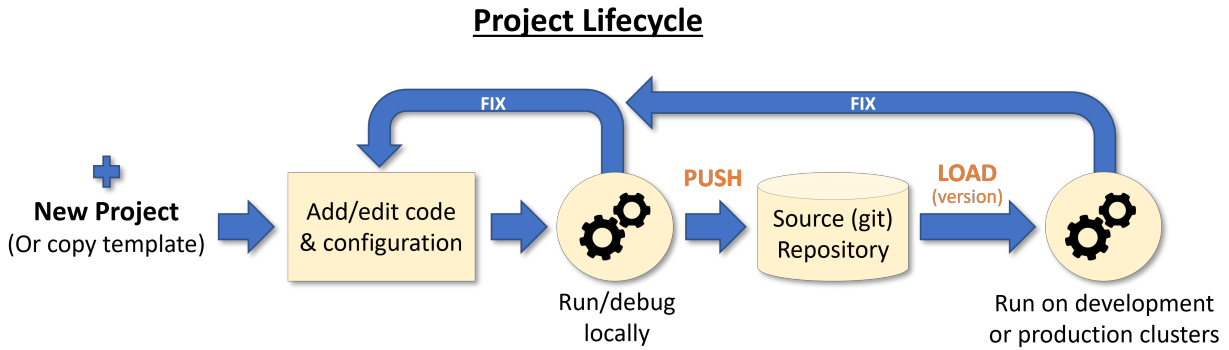 Project Lifecycle
FIX
FIX
New Project
(Or copy template)
Add/edit code
& configuration
Run/debug
locally
PUSH
Source (git)
Repository
LOAD
(version)
Run on development
or production clusters